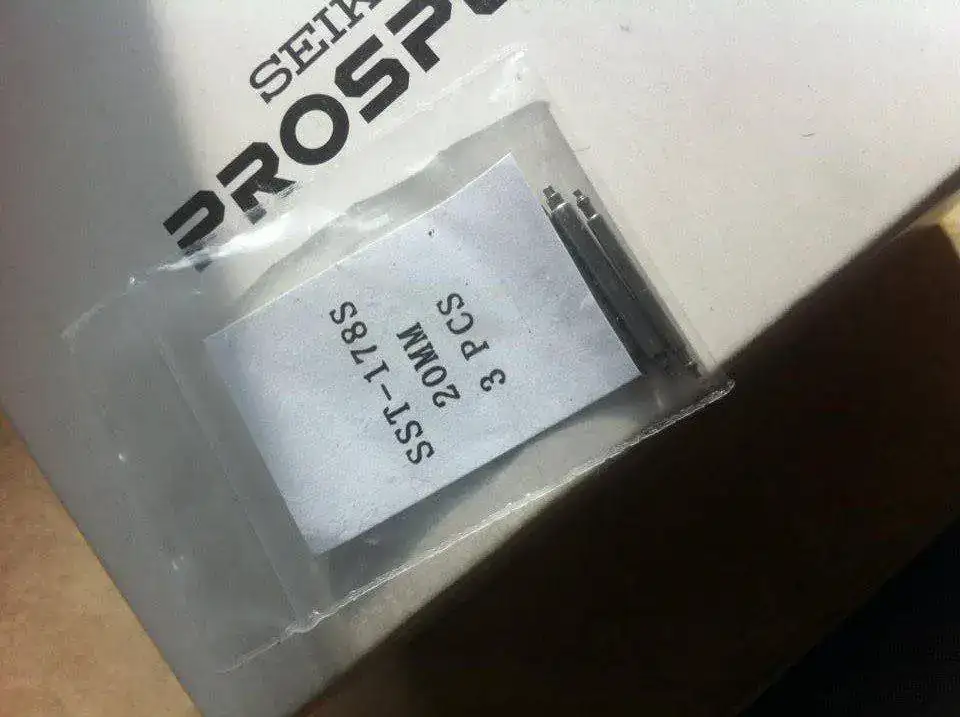 SEIK
PROSP
SST-178S
20MM
3 PCS